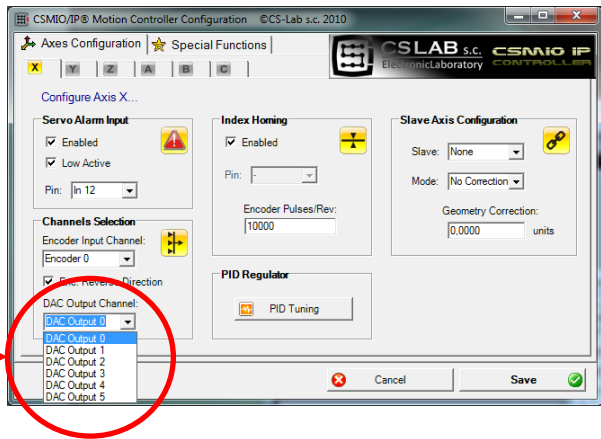 CSMIO/IP® Motion Controller Configuration ©CS-Lab s.c. 2010
Axes Configuration
Special Functions
CSLAB s.c.
ElectronicLaboratory
CSMIO IP
CONTROLLER
X Y Z A B C
Configure Axis X...
Servo Alarm Input
Enabled
Low Active
Pin: In 12
Channels Selection
Encoder Input Channel:
Encoder 0
Enc. Reverse Direction
DAC Output Channel:
DAC Output 0
DAC Output 0
DAC Output 1
DAC Output 2
DAC Output 3
DAC Output 4
DAC Output 5
Index Homing
Enabled
Pin: -
Encoder Pulses/Rev:
10000
PID Regulator
PID Tuning
Slave Axis Configuration
Slave: None
Mode: No Correction
Geometry Correction:
0,0000 units
Cancel
Save